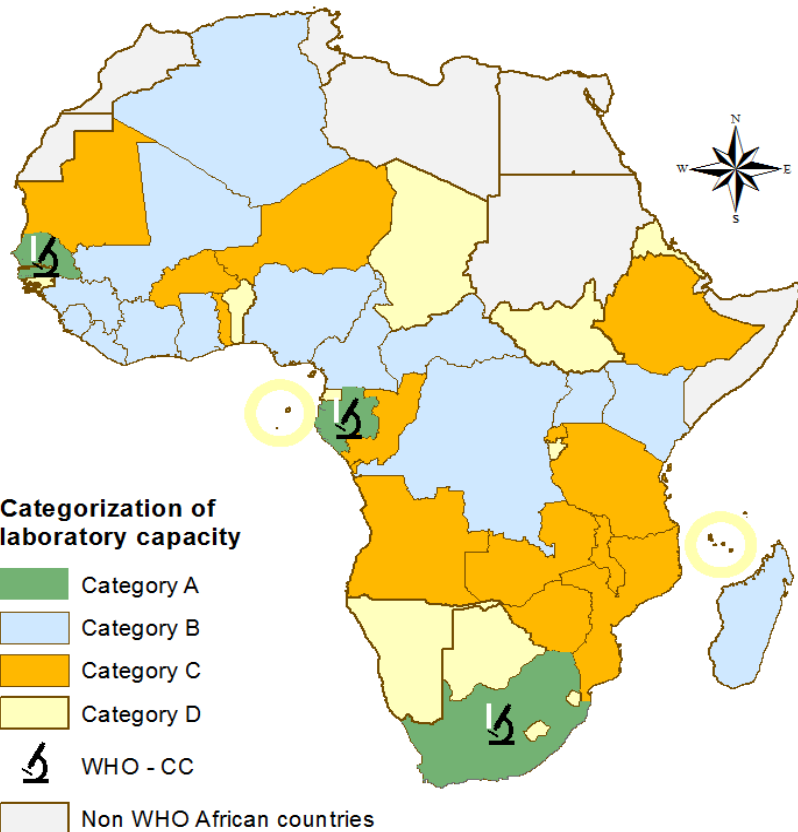 N
W
E
S
Categorization of
laboratory capacity
Category A
Category B
Category C
Category D
WHO - CC
Non WHO African countries